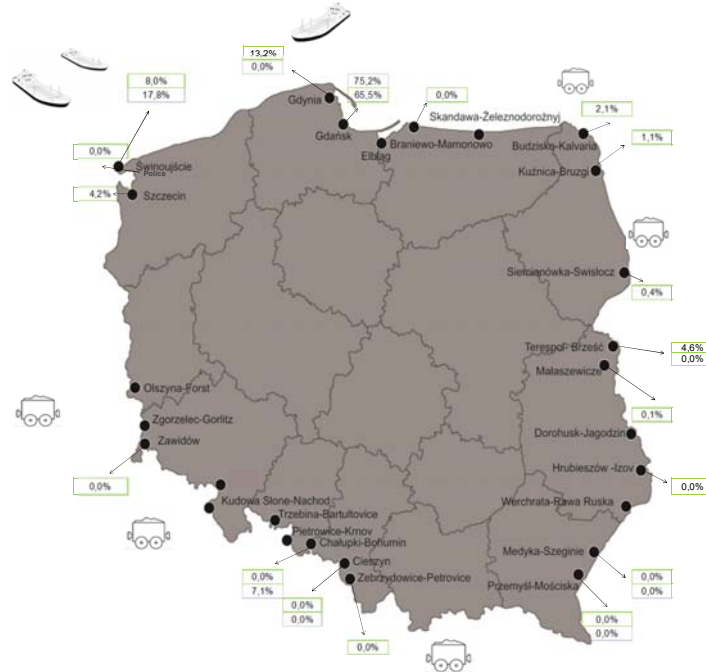 13,2%
0,0%
8,0%
17,8%
75,2%
65,5%
0,0%
Gdynia
Gdańsk
Elbląg
Skandawa-Żeleznodorożnyj
Braniewo-Mamonowo
2,1%
Budzisko-Kalvaria
1,1%
Kuźnica-Bruzgi
0,0%
Świnoujście
Police
4,2%
Szczecin
Siemianówka-Swisłocz
0,4%
Terespol- Brześć
4,6%
0,0%
Małaszewicze
0,1%
Olszyna-Forst
Zgorzelec-Gorlitz
Zawidów
0,0%
Dorohusk-Jagodzin
Hrubieszów -Izov
0,0%
Werchrata-Rawa Ruska
Kudowa Słone-Nachod
Trzebina-Bartultovice
Pietrowice-Krnov
Chałupki-Bohumin
Cieszyn
Zebrzydowice-Petrovice
Medyka-Szeginie
Przemyśl-Mościska
0,0%
7,1%
0,0%
0,0%
0,0%
0,0%
0,0%
0,0%
0,0%